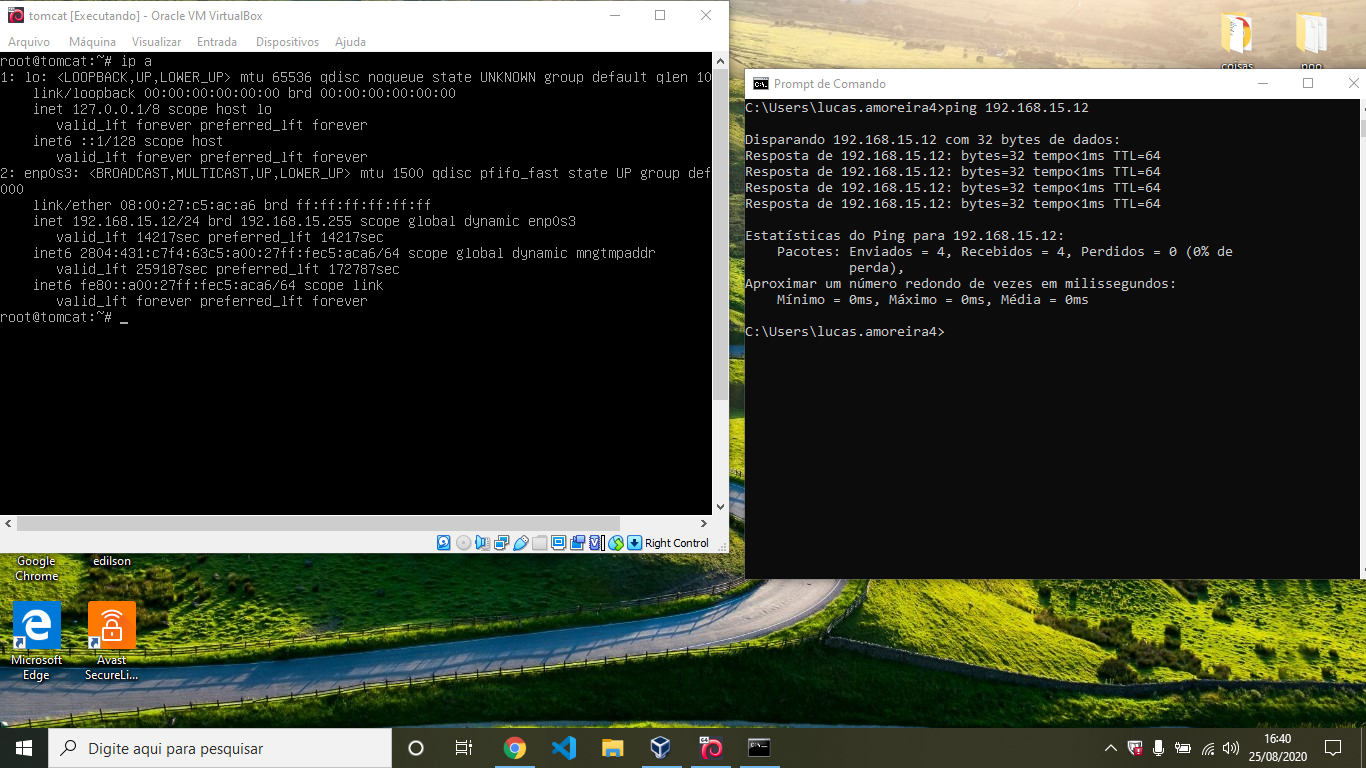 tomcat [Executando] - Oracle VM VirtualBox
Arquivo Máquina Visualizar Entrada Dispositivos Ajuda
root@tomcat:~# ip a
1: lo: <LOOPBACK,UP,LOWER_UP> mtu 65536 qdisc noqueue state UNKNOWN group default qlen 10
link/loopback 00:00:00:00:00:00 brd 00:00:00:00:00:00
inet 127.0.0.1/8 scope host lo
valid_lft forever preferred_lft forever
inet6 ::1/128 scope host
valid_lft forever preferred_lft forever
2: enp0s3: <BROADCAST,MULTICAST,UP,LOWER_UP> mtu 1500 qdisc pfifo_fast state UP group def
000
link/ether 08:00:27:c5:ac:a6 brd ff:ff:ff:ff:ff:ff
inet 192.168.15.12/24 brd 192.168.15.255 scope global dynamic enp0s3
valid_lft 14217sec preferred_lft 14217sec
inet6 2804:431:c7f4:63c5:a00:27ff:fec5:aca6/64 scope global dynamic mngtmpaddr
valid_lft 259187sec preferred_lft 172787sec
inet6 fe80::a00:27ff:fec5:aca6/64 scope link
valid_lft forever preferred_lft forever
root@tomcat:~# _
Right Control
coisas
poo
Prompt de Comando
C:\Users\lucas.amoreira4>ping 192.168.15.12
Disparando 192.168.15.12 com 32 bytes de dados:
Resposta de 192.168.15.12: bytes=32 tempo<1ms TTL=64
Resposta de 192.168.15.12: bytes=32 tempo<1ms TTL=64
Resposta de 192.168.15.12: bytes=32 tempo<1ms TTL=64
Resposta de 192.168.15.12: bytes=32 tempo<1ms TTL=64
Estatísticas do Ping para 192.168.15.12:
Pacotes: Enviados = 4, Recebidos = 4, Perdidos = 0 (0% de
perda),
Aproximar um número redondo de vezes em milissegundos:
Mínimo = 0ms, Máximo = 0ms, Média = 0ms
C:\Users\lucas.amoreira4>
Google
Chrome
edilson
Microsoft
Edge
Avast
SecureLi...
Digite aqui para pesquisar
16:40
25/08/2020